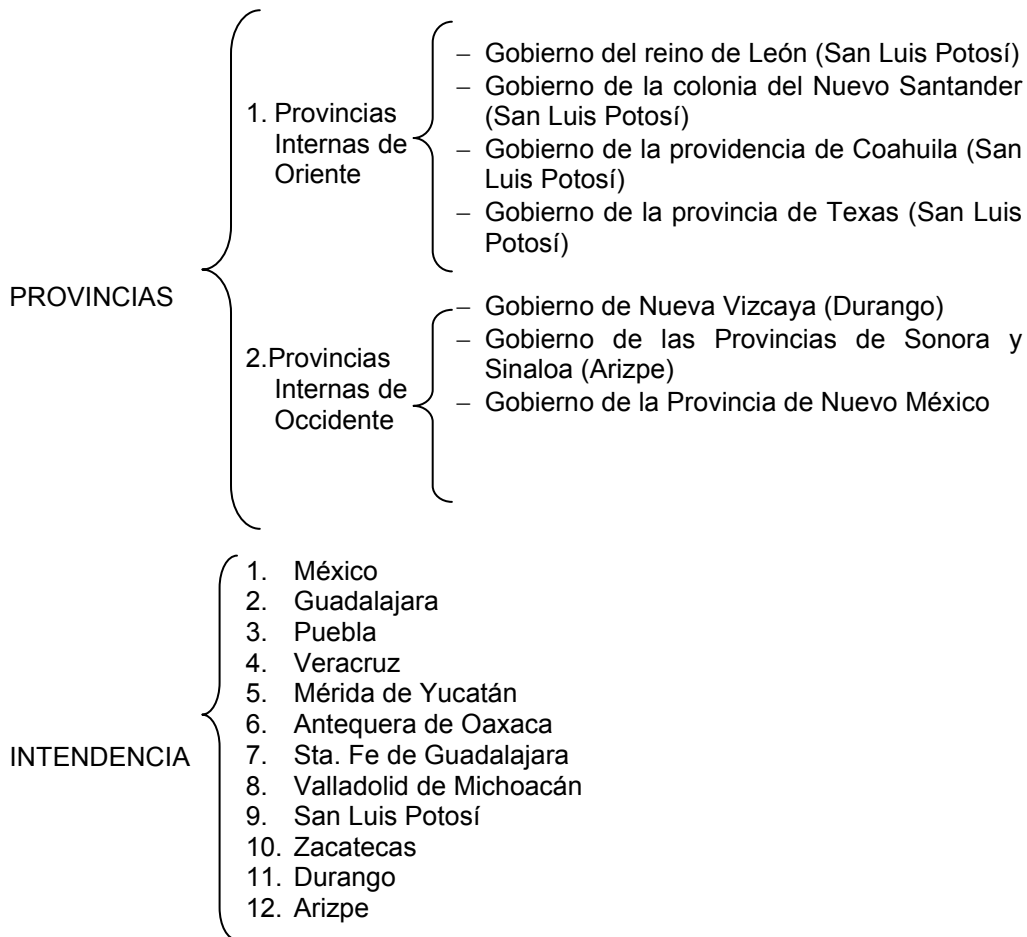 PROVINCIAS
1. Provincias
Internas de
Oriente
– Gobierno del reino de León (San Luis Potosí)
– Gobierno de la colonia del Nuevo Santander
(San Luis Potosí)
– Gobierno de la providencia de Coahuila (San
Luis Potosí)
– Gobierno de la provincia de Texas (San Luis
Potosí)
2.Provincias
Internas de
Occidente
– Gobierno de Nueva Vizcaya (Durango)
– Gobierno de las Provincias de Sonora y
Sinaloa (Arizpe)
– Gobierno de la Provincia de Nuevo México
INTENDENCIA
1. México
2. Guadalajara
3. Puebla
4. Veracruz
5. Mérida de Yucatán
6. Antequera de Oaxaca
7. Sta. Fe de Guadalajara
8. Valladolid de Michoacán
9. San Luis Potosí
10. Zacatecas
11. Durango
12. Arizpe